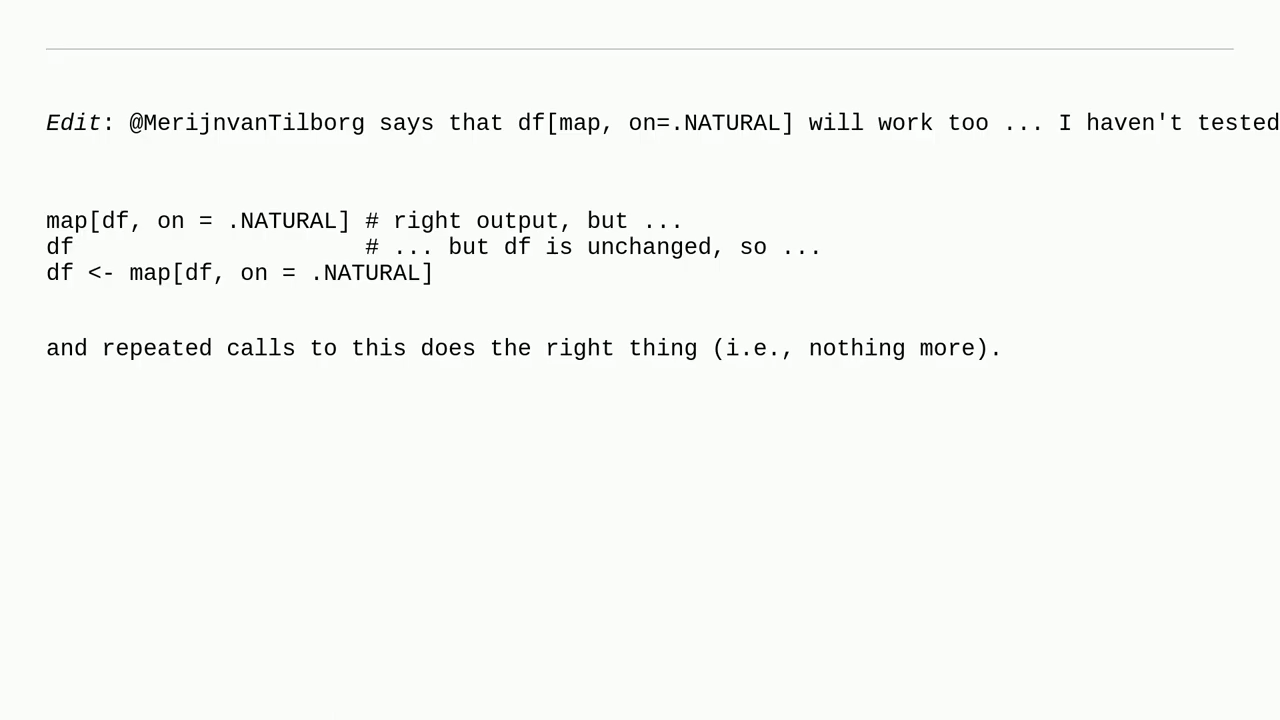 Edit: @MerijnvanTilborg says that df[map, on=.NATURAL] will work too ... I haven't tested
map[df, on = .NATURAL] # right output, but ...
df                     # ... but df is unchanged, so ...
df <- map[df, on = .NATURAL]
and repeated calls to this does the right thing (i.e., nothing more).